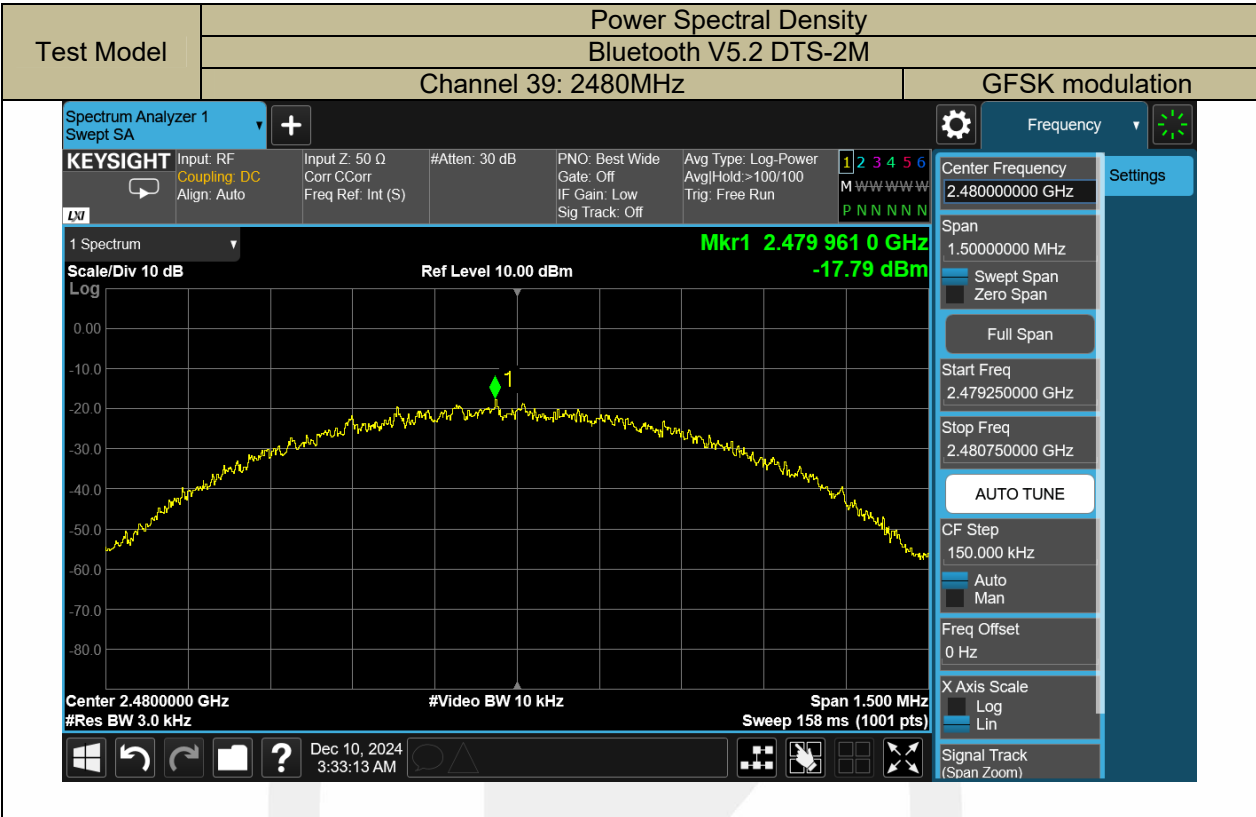 Test Model
Power Spectral Density
Bluetooth V5.2 DTS-2M
Channel 39: 2480MHz
GFSK modulation
Spectrum Analyzer 1
Swept SA
Frequency
KEYSIGHT
Input: RF
Coupling: DC
Align: Auto
Input Z: 50 Ω
Corr CCorr
Freq Ref: Int (S)
#Atten: 30 dB
PNO: Best Wide
Gate: Off
IF Gain: Low
Sig Track: Off
Avg Type: Log-Power
Avg|Hold:>100/100
Trig: Free Run
1 2 3 4 5 6
M W W W W W
P N N N N N
LXI
1 Spectrum
Mkr1 2.479 961 0 GHz
-17.79 dBm
Scale/Div 10 dB
Ref Level 10.00 dBm
Log
0.00
-10.0
-20.0
-30.0
-40.0
-50.0
-60.0
-70.0
-80.0
1
Center 2.4800000 GHz
#Video BW 10 kHz
Span 1.500 MHz
#Res BW 3.0 kHz
Sweep 158 ms (1001 pts)
Dec 10, 2024
3:33:13 AM
Center Frequency
2.480000000 GHz
Settings
Span
1.50000000 MHz
Swept Span
Zero Span
Full Span
Start Freq
2.479250000 GHz
Stop Freq
2.480750000 GHz
AUTO TUNE
CF Step
150.000 kHz
Auto
Man
Freq Offset
0 Hz
X Axis Scale
Log
Lin
Signal Track
(Span Zoom)